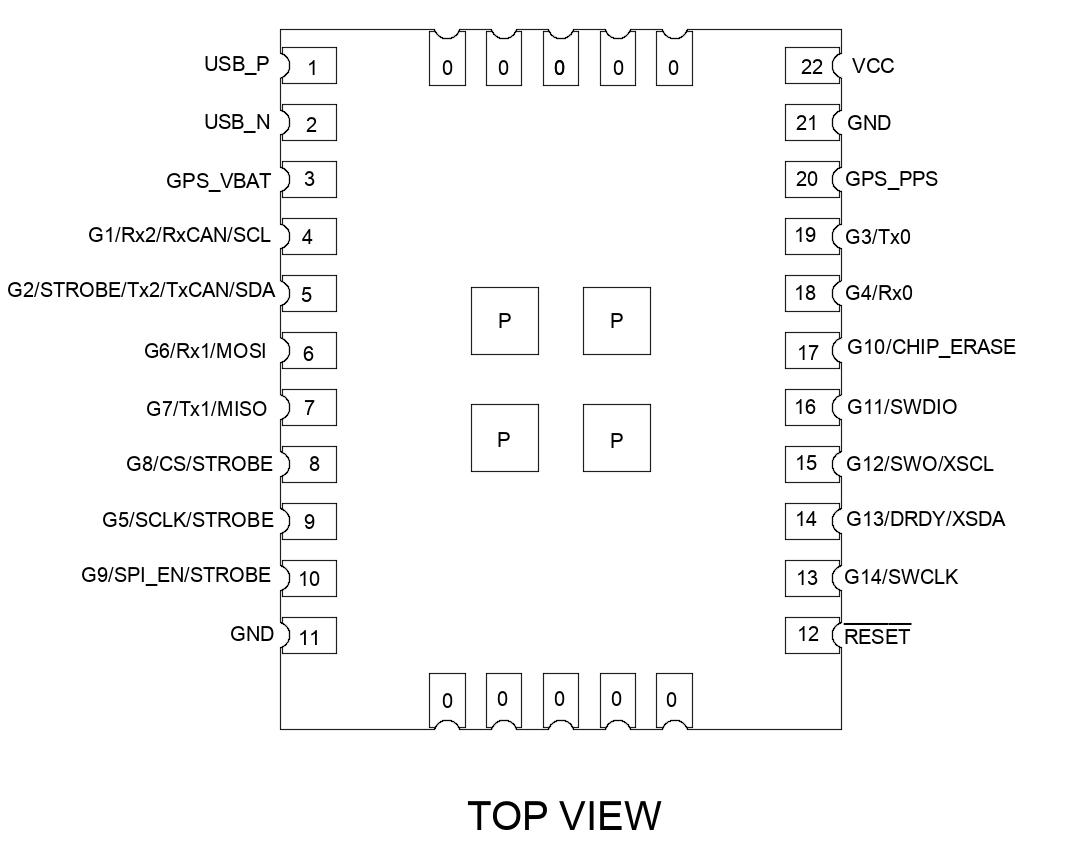 0 0 0 0 0
USB_P 1 22 VCC
USB_N 2 21 GND
GPS_VBAT 3 20 GPS_PPS
G1/Rx2/RxCAN/SCL 4 19 G3/Tx0
G2/STROBE/Tx2/TxCAN/SDA 5 18 G4/Rx0
P P
G6/Rx1/MOSI 6 17 G10/CHIP_ERASE
G7/Tx1/MISO 7 16 G11/SWDIO
P P
G8/CS/STROBE 8 15 G12/SWO/XSCL
G5/SCLK/STROBE 9 14 G13/DRDY/XSDA
G9/SPI_EN/STROBE 10 13 G14/SWCLK
GND 11 12 RESET
0 0 0 0 0
TOP VIEW